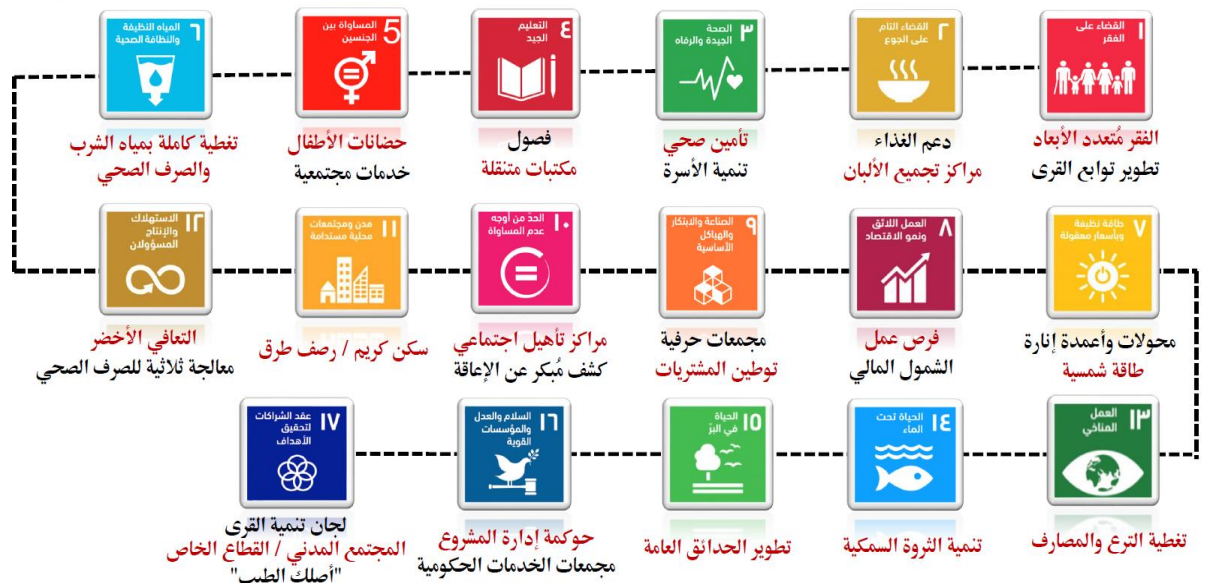 ١
القضاء على
الفقر
الفقر مُتعدد الأبعاد
تطوير توابع القرى
٢
القضاء التام
على الجوع
دعم الغذاء
مراكز تجميع الألبان
٣
الصحة
الجيدة والرفاه
تأمين صحي
تنمية الأسرة
٤
التعليم
الجيد
فصول
مكتبات متنقلة
5
المساواة بين
الجنسين
حضانات الأطفال
خدمات مجتمعية
٦
المياه النظيفة
والنظافة الصحية
تغطية كاملة بمياه الشرب
والصرف الصحي
٧
طاقة نظيفة
وبأسعار معقولة
محولات وأعمدة إنارة
طاقة شمسية
٨
العمل اللائق
ونمو الاقتصاد
فرص عمل
الشمول المالي
٩
الصناعة والابتكار
والهياكل
الأساسية
مجمعات حرفية
توطين المشتريات
١٠
الحدّ من أوجه
عدم المساواة
مراكز تأهيل اجتماعي
كشف مُبكر عن الإعاقة
١١
مدن ومجتمعات
محلية مستدامة
سكن كريم / رصف طرق
١٢
الاستهلاك
والإنتاج
المسؤولان
التعافي الأخضر
معالجة ثلاثية للصرف الصحي
١٣
العمل
المناخي
تغطية الترع والمصارف
١٤
الحياة تحت
الماء
تنمية الثروة السمكية
١٥
الحياة
في البرّ
تطوير الحدائق العامة
١٦
السلام والعدل
والمؤسسات
القوية
حوكمة إدارة المشروع
مجمعات الخدمات الحكومية
١٧
عقد الشراكات
لتحقيق
الأهداف
لجان تنمية القرى
المجتمع المدني / القطاع الخاص
"أصلك الطيب"